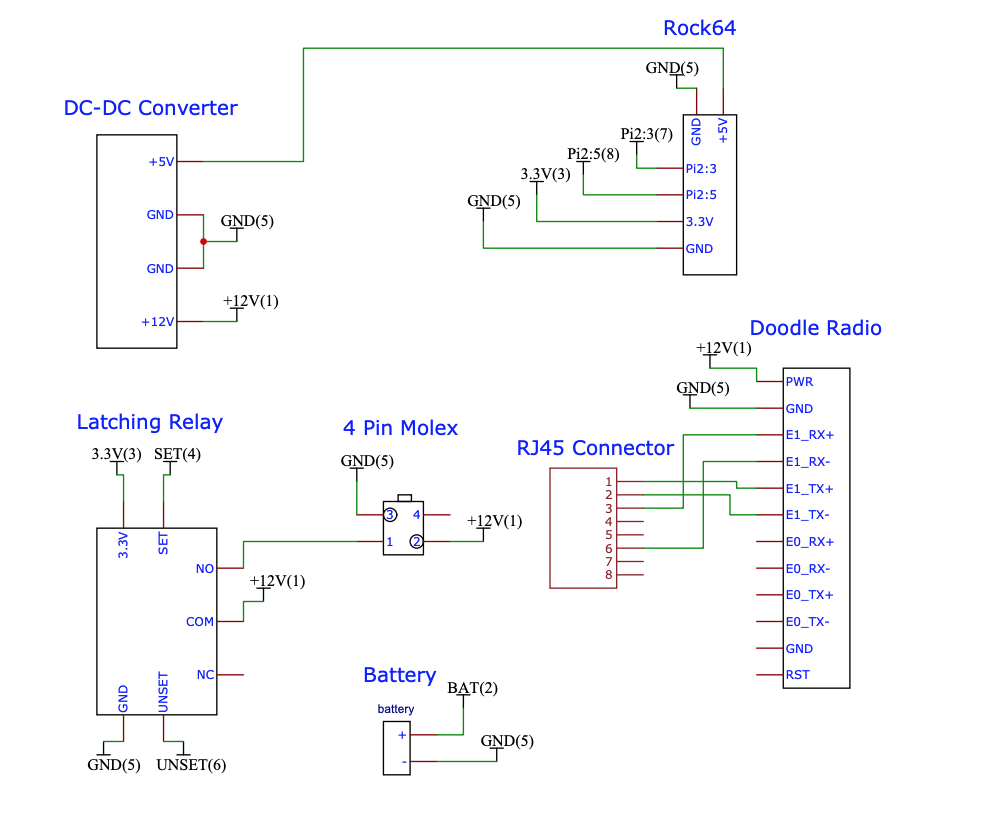 Rock64
GND(5)
GND
+5V
Pi2:3(7)
Pi2:5(8)
3.3V(3)
GND(5)
Pi2:3
Pi2:5
3.3V
GND
DC-DC Converter
+5V
GND
GND(5)
GND
+12V(1)
+12V
Doodle Radio
+12V(1)
GND(5)
PWR
GND
E1_RX+
E1_RX-
E1_TX+
E1_TX-
E0_RX+
E0_RX-
E0_TX+
E0_TX-
GND
RST
Latching Relay
3.3V(3)
SET(4)
3.3V
SET
NO
+12V(1)
COM
NC
GND
UNSET
GND(5)
UNSET(6)
4 Pin Molex
GND(5)
3
4
+12V(1)
1
2
RJ45 Connector
1
2
3
4
5
6
7
8
Battery
BAT(2)
battery
+
GND(5)
-